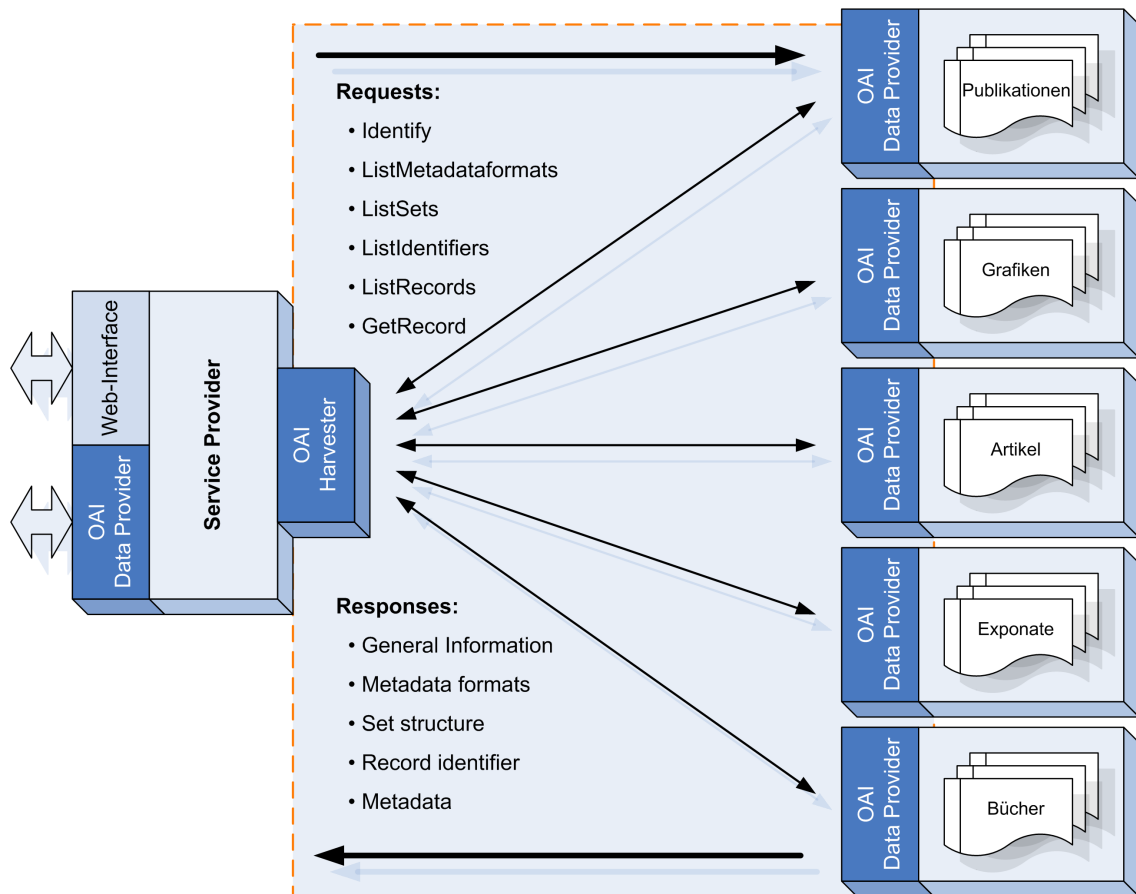 Web-Interface
OAI
Data Provider
Service Provider
OAI
Harvester
Requests:
• Identify
• ListMetadataformats
• ListSets
• ListIdentifiers
• ListRecords
• GetRecord
Responses:
• General Information
• Metadata formats
• Set structure
• Record identifier
• Metadata
OAI
Data Provider
Publikationen
OAI
Data Provider
Grafiken
OAI
Data Provider
Artikel
OAI
Data Provider
Exponate
OAI
Data Provider
Bücher